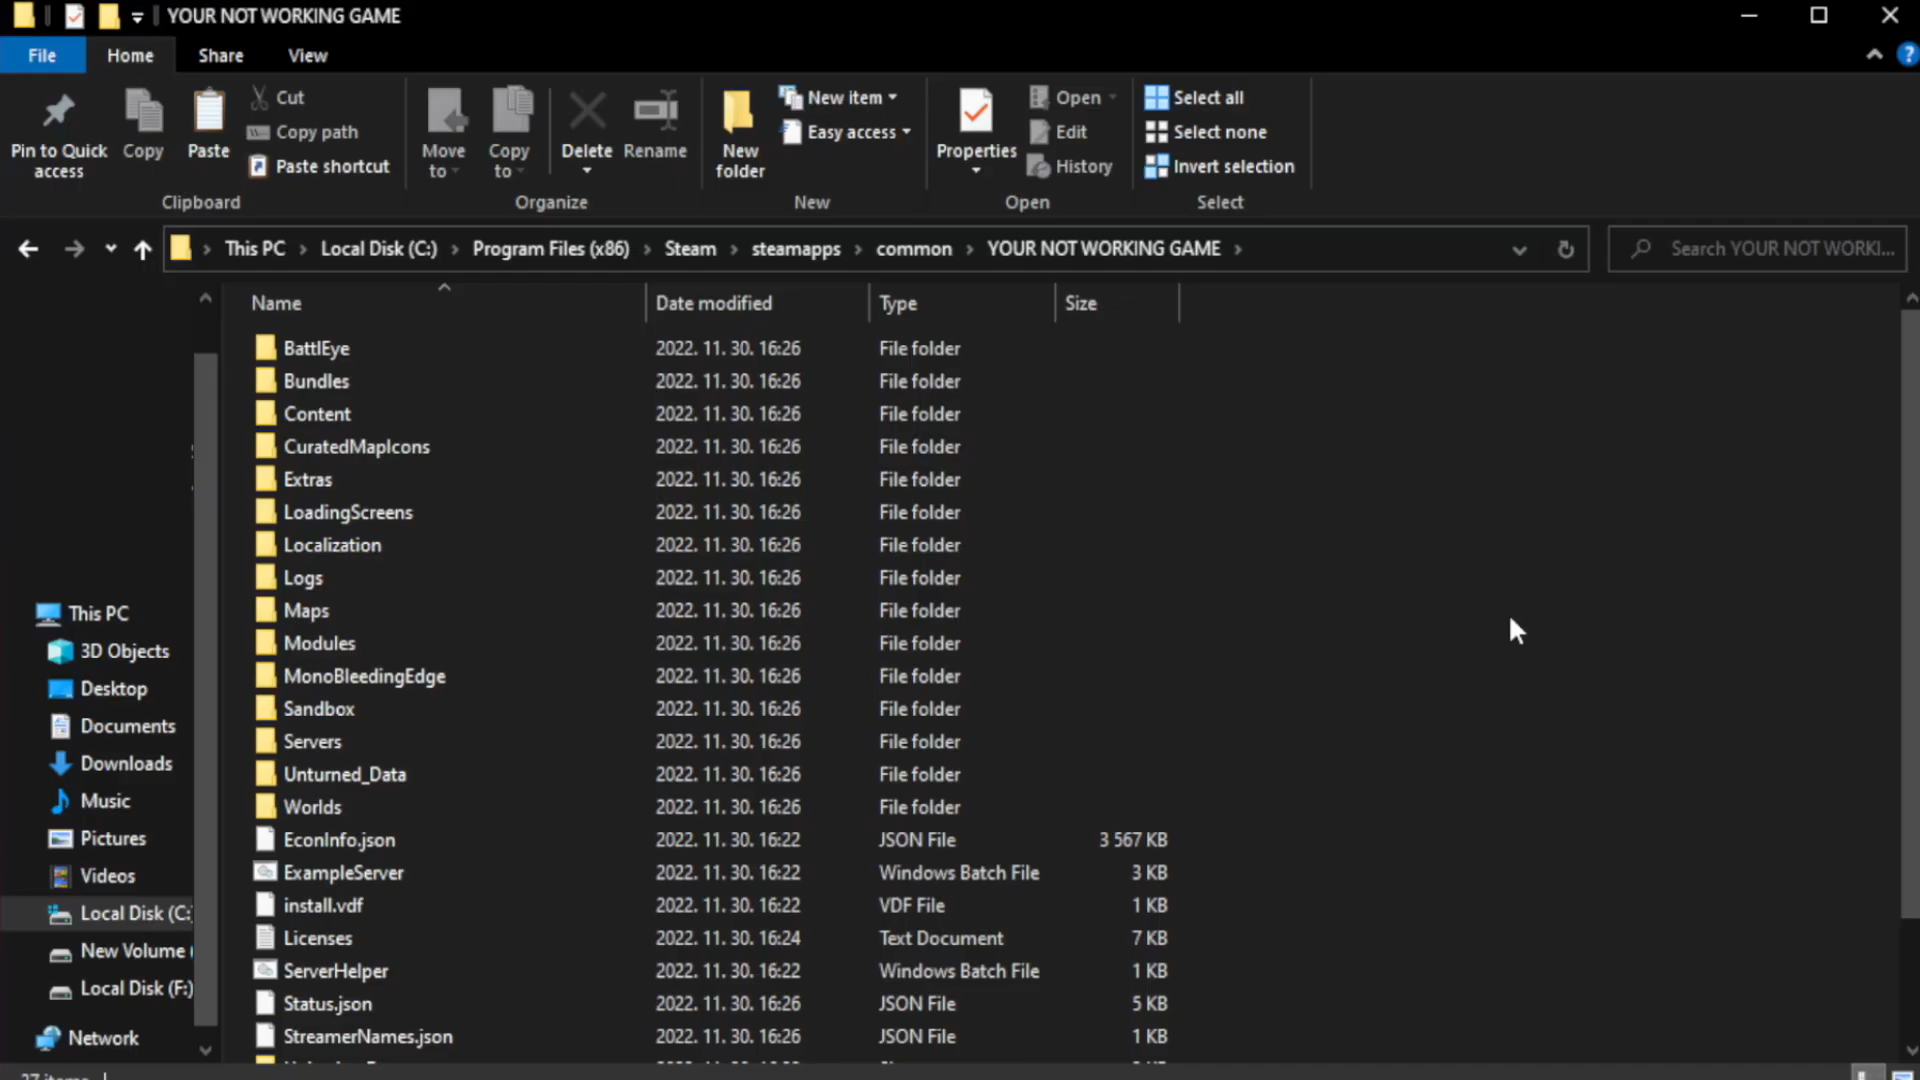 YOUR NOT WORKING GAME
File Home Share View
Pin to Quick access
Copy
Paste
Cut
Copy path
Paste shortcut
Move to
Copy to
Delete
Rename
New folder
New item
Easy access
Properties
Open
Edit
History
Select all
Select none
Invert selection
Clipboard Organize New Open Select
This PC Local Disk (C:) Program Files (x86) Steam steamapps common YOUR NOT WORKING GAME
Search YOUR NOT WORKI...
Name Date modified Type Size
BattlEye 2022. 11. 30. 16:26 File folder
Bundles 2022. 11. 30. 16:26 File folder
Content 2022. 11. 30. 16:26 File folder
CuratedMapIcons 2022. 11. 30. 16:26 File folder
Extras 2022. 11. 30. 16:26 File folder
LoadingScreens 2022. 11. 30. 16:26 File folder
Localization 2022. 11. 30. 16:26 File folder
Logs 2022. 11. 30. 16:26 File folder
Maps 2022. 11. 30. 16:26 File folder
Modules 2022. 11. 30. 16:26 File folder
MonoBleedingEdge 2022. 11. 30. 16:26 File folder
Sandbox 2022. 11. 30. 16:26 File folder
Servers 2022. 11. 30. 16:26 File folder
Unturned_Data 2022. 11. 30. 16:26 File folder
Worlds 2022. 11. 30. 16:26 File folder
EconInfo.json 2022. 11. 30. 16:22 JSON File 3 567 KB
ExampleServer 2022. 11. 30. 16:22 Windows Batch File 3 KB
install.vdf 2022. 11. 30. 16:22 VDF File 1 KB
Licenses 2022. 11. 30. 16:24 Text Document 7 KB
ServerHelper 2022. 11. 30. 16:22 Windows Batch File 1 KB
Status.json 2022. 11. 30. 16:26 JSON File 5 KB
StreamerNames.json 2022. 11. 30. 16:26 JSON File 1 KB
This PC
3D Objects
Desktop
Documents
Downloads
Music
Pictures
Videos
Local Disk (C:)
New Volume (
Local Disk (F:)
Network